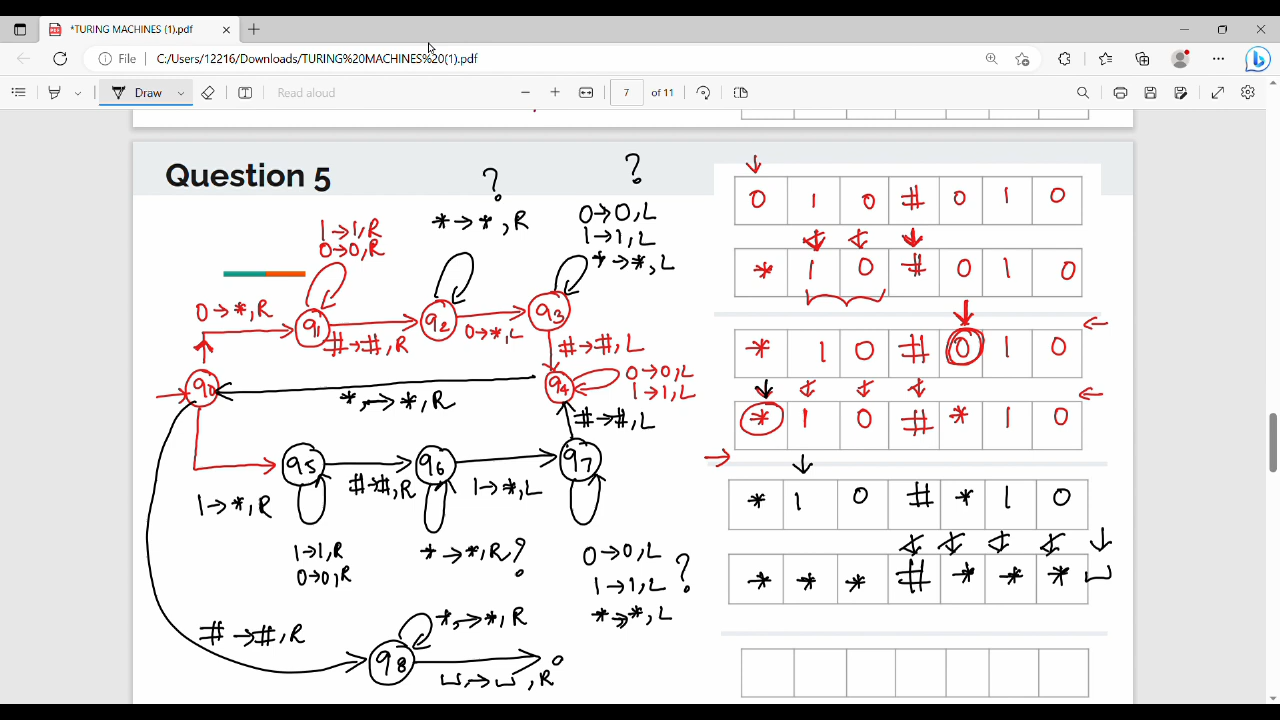 *TURING MACHINES (1).pdf
File
C:/Users/12216/Downloads/TURING%20MACHINES%20(1).pdf
Draw
Read aloud
7
of 11
Question 5
?
?
* → *, R
0 → 0, L
1 → 1, L
* → *, L
1 → 1, R
0 → 0, R
0 → *, R
q1
# → #, R
q2
0 → *, L
q3
# → #, L
q0
q4
0 → 0, L
1 → 1, L
* → *, R
# → #, L
q5
# → #, R
q6
1 → *, L
q7
1 → *, R
1 → 1, R
0 → 0, R
* → *, R ?
0 → 0, L
1 → 1, L ?
* → *, L
# → #, R
* → *, R
q8
⊔ → ⊔, R
0 1 0 # 0 1 0
* 1 0 # 0 1 0
* 1 0 # 0 1 0
* 1 0 # * 1 0
* 1 0 # * 1 0
* * * # * * * ⊔